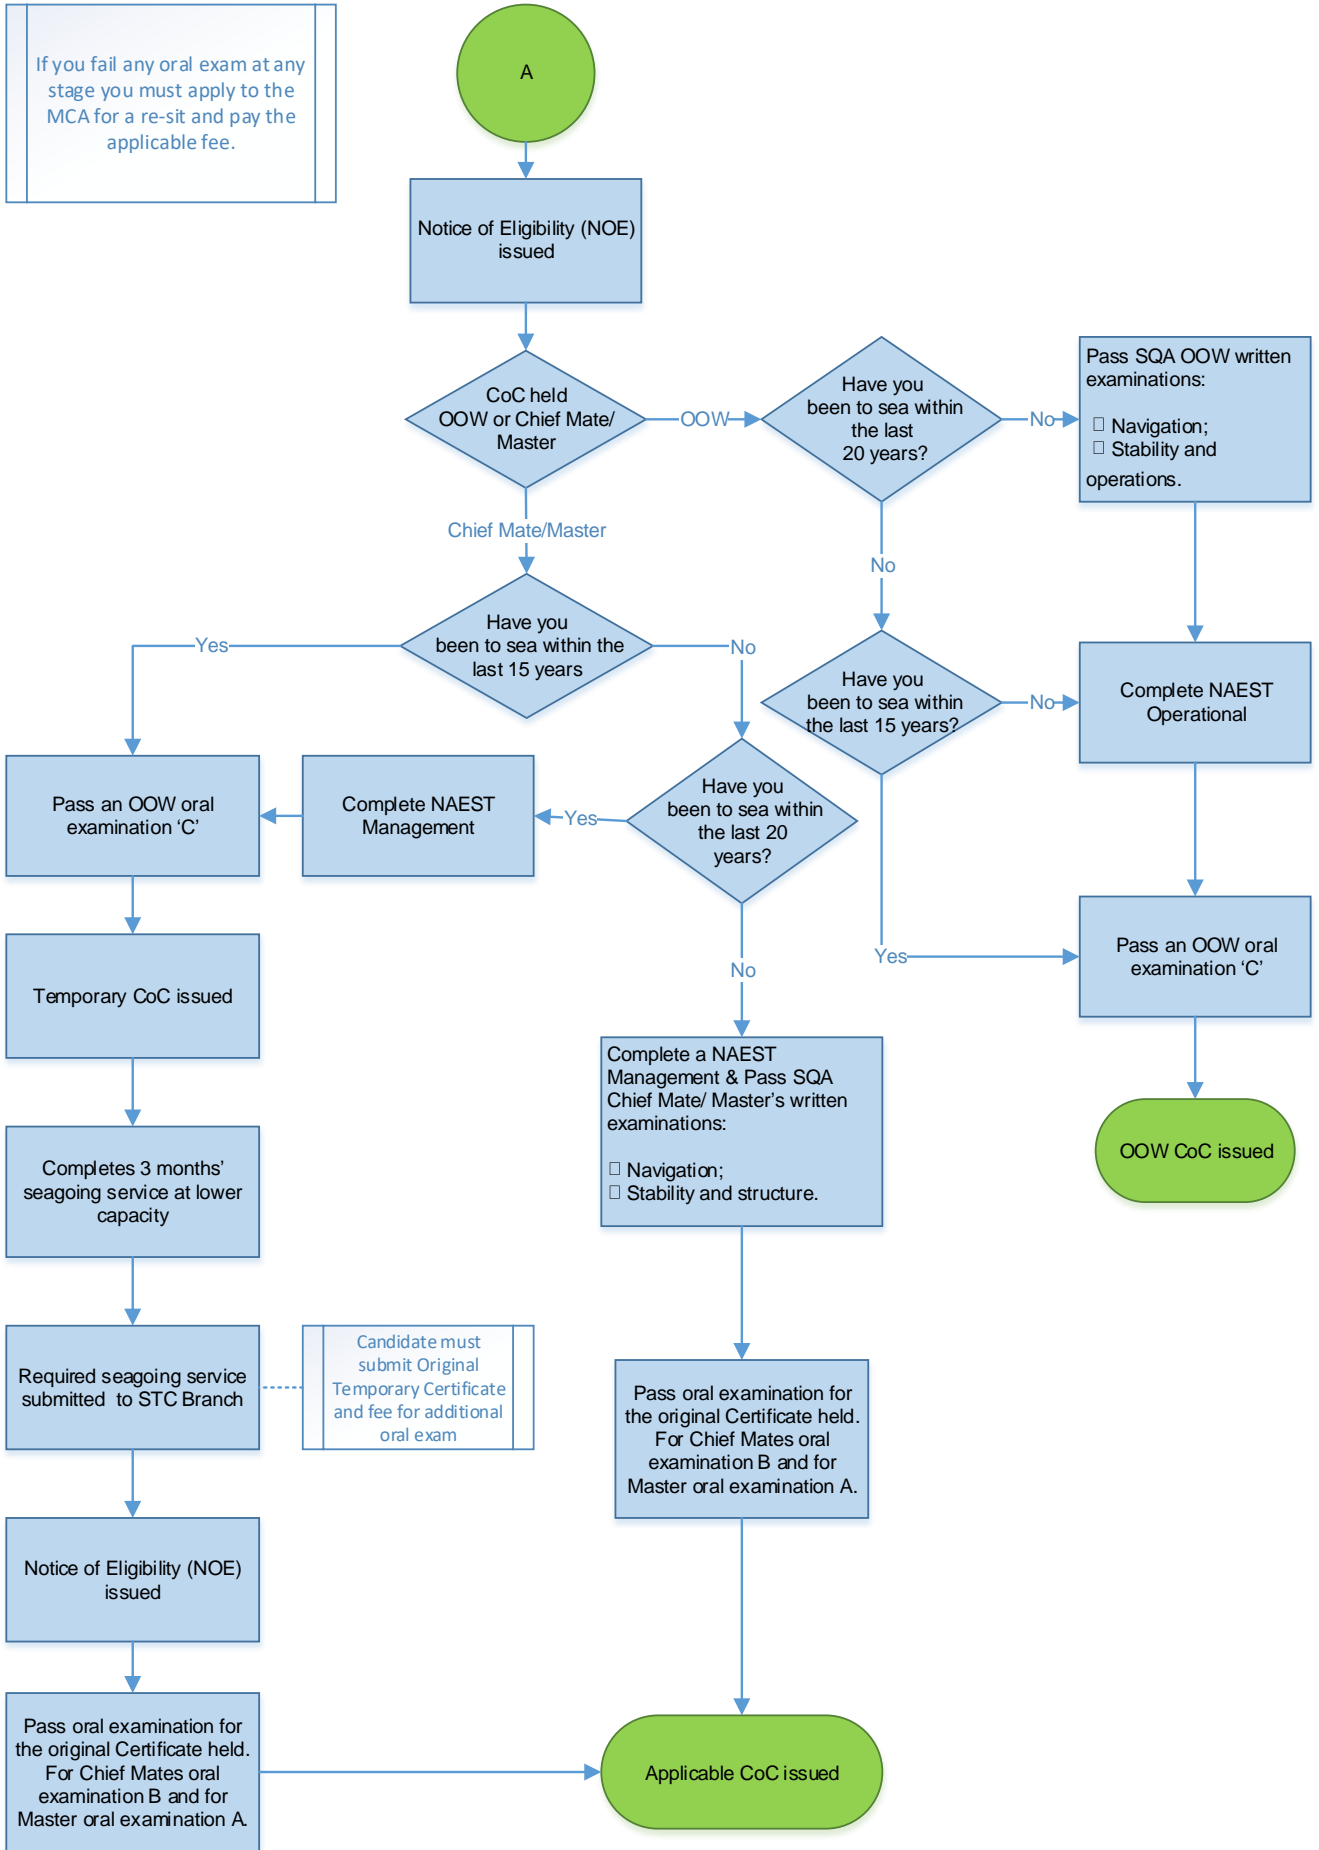 If you fail any oral exam at any
stage you must apply to the
MCA for a re-sit and pay the
applicable fee.
A
Notice of Eligibility (NOE)
issued
CoC held
OOW or Chief Mate/
Master
OOW
Have you
been to sea within
the last
20 years?
No
Pass SQA OOW written
examinations:
Navigation;
Stability and
operations.
Chief Mate/Master
No
Have you
been to sea within the
last 15 years
Yes
No
Have you
been to sea within
the last 15 years?
No
Complete NAEST
Operational
Pass an OOW oral
examination ‘C’
Complete NAEST
Management
Yes
Have you
been to sea within
the last 20
years?
Yes
Pass an OOW oral
examination ‘C’
Temporary CoC issued
No
Complete a NAEST
Management & Pass SQA
Chief Mate/ Master’s written
examinations:
Navigation;
Stability and structure.
OOW CoC issued
Completes 3 months’
seagoing service at lower
capacity
Required seagoing service
submitted to STC Branch
Candidate must
submit Original
Temporary Certificate
and fee for additional
oral exam
Pass oral examination for
the original Certificate held.
For Chief Mates oral
examination B and for
Master oral examination A.
Notice of Eligibility (NOE)
issued
Pass oral examination for
the original Certificate held.
For Chief Mates oral
examination B and for
Master oral examination A.
Applicable CoC issued